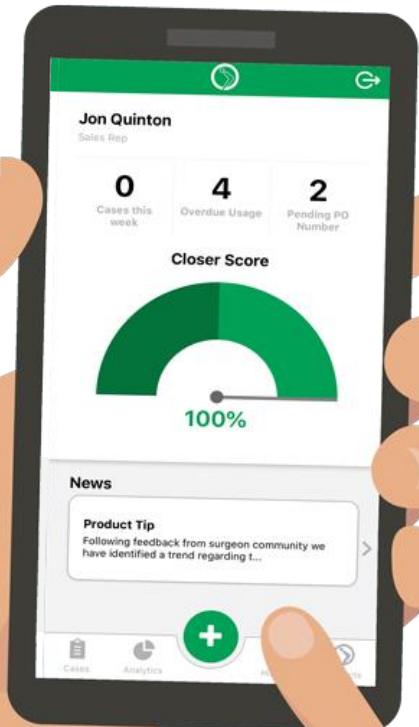 Jon Quinton
Sales Rep
0
4
2
Cases this
week
Overdue Usage
Pending PO
Number
Closer Score
100%
News
Product Tip
Following feedback from surgeon community we
have identified a trend regarding t...
Cases
Analytics